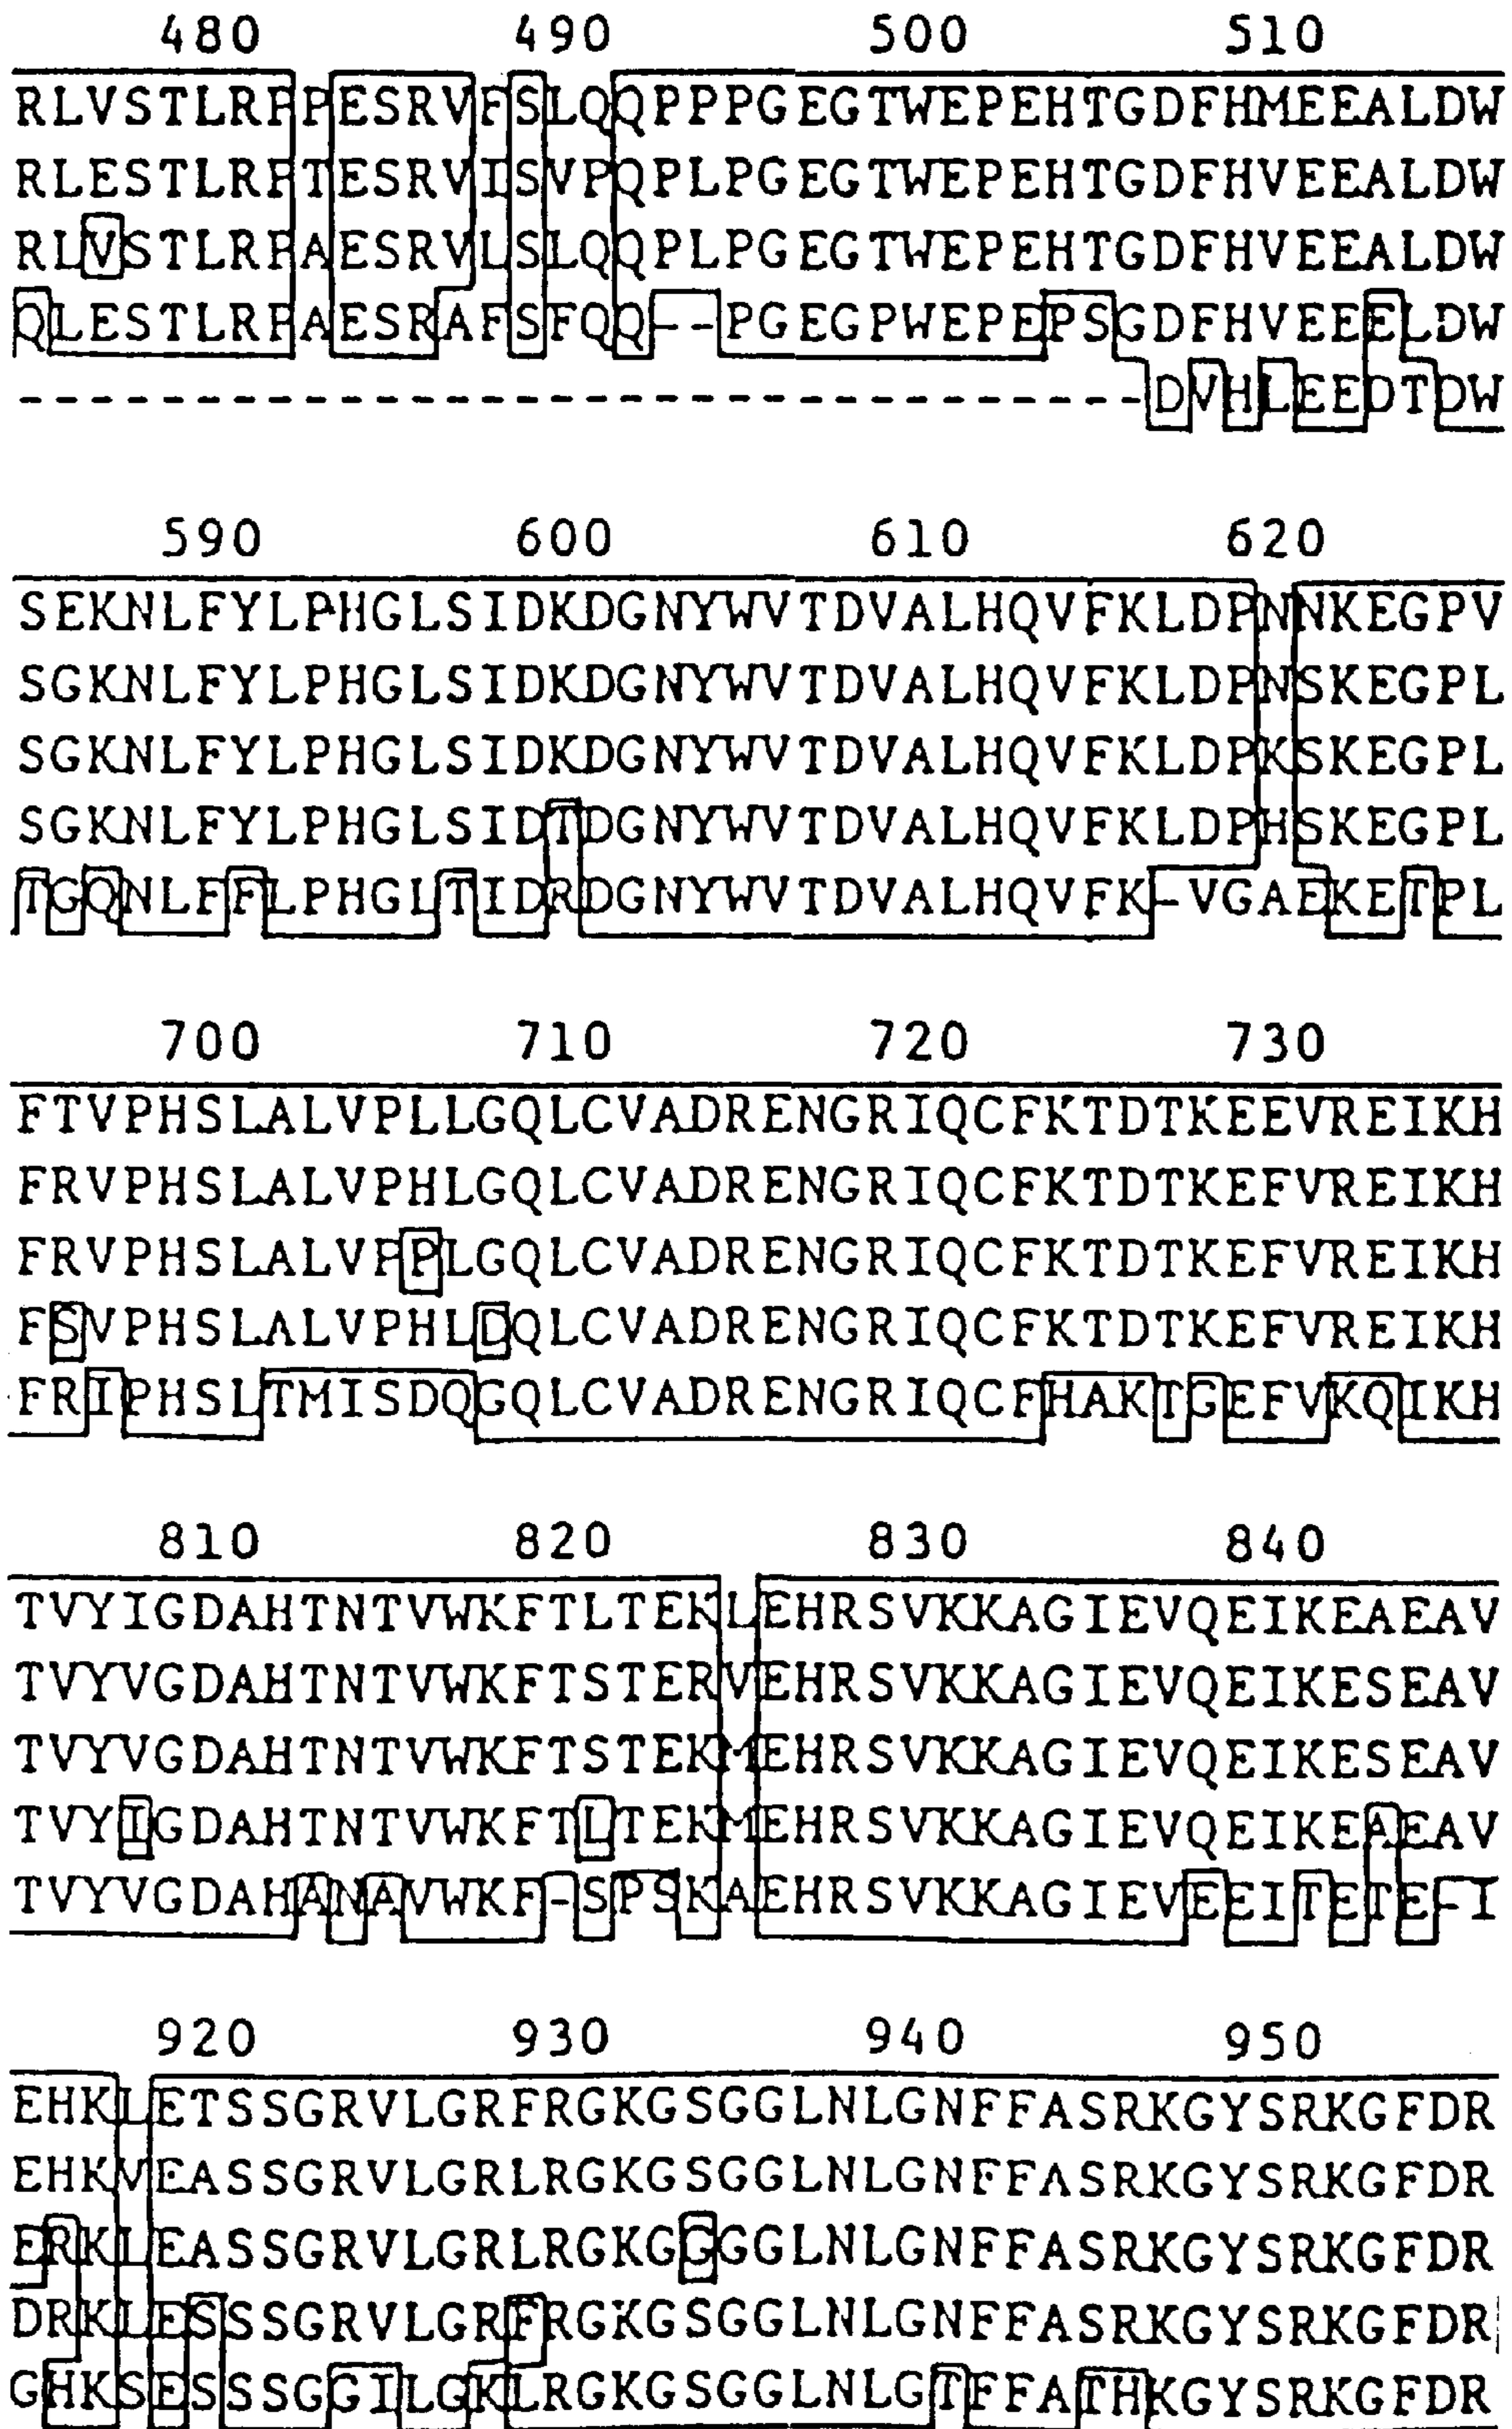 480 490 500 510
RLVSTLRPPESRVFSLQQPPPGEGTWEPEHTGDFHMEEALDW
RLESTLRPTESRVISVPQPLPGEGTWEPEHTGDFHVEEALDW
RLVSTLRPAESRVLSLQQPLPGEGTWEPEHTGDFHVEEALDW
QLESTLRPAESRAFSFQQ--PGEGPWEPEPSGDFHVEEELDW
--------------------------------DVHLEEDTDW
590 600 610 620
SEKNLFYLPHGLSIDKDGNYWVTDVALHQVFKLDPNNKEGPV
SGKNLFYLPHGLSIDKDGNYWVTDVALHQVFKLDPNSKEGPL
SGKNLFYLPHGLSIDKDGNYWVTDVALHQVFKLDPKSKEGPL
SGKNLFYLPHGLSIDTDGNYWVTDVALHQVFKLDPHSKEGPL
TGQNLFFLPHGLTIDRDGNYWVTDVALHQVFK-VGAEKETPL
700 710 720 730
FTVPHSLALVPLLGQLCVADRENGRIQCFKTDTKEEVREIKH
FRVPHSLALVPHLGQLCVADRENGRIQCFKTDTKEFVREIKH
FRVPHSLALVPPLGQLCVADRENGRIQCFKTDTKEFVREIKH
FSVPHSLALVPHLDQLCVADRENGRIQCFKTDTKEFVREIKH
FRIPHSLTMISDQGQLCVADRENGRIQCFHAKTGEFVKQIKH
810 820 830 840
TVYIGDAHTNTVWKFTLTEKLEHRSVKKAGIEVQEIKEAEAV
TVYVGDAHTNTVWKFTSTERVEHRSVKKAGIEVQEIKESEAV
TVYVGDAHTNTVWKFTSTEKMEHRSVKKAGIEVQEIKESEAV
TVYIGDAHTNTVWKFTLTEKMEHRSVKKAGIEVQEIKEAEAV
TVYVGDAHANAVWKF-SPSKAEHRSVKKAGIEVEEITETE-I
920 930 940 950
EHKLETSSGRVLGRFRGKGSGGLNLGNFFASRKGYSRKGFDR
EHKVEASSGRVLGRLRGKGSGGLNLGNFFASRKGYSRKGFDR
ERKLEASSGRVLGRLRGKGGGGLNLGNFFASRKGYSRKGFDR
DRKLESSSGRVLGRFRGKGSGGLNLGNFFASRKGYSRKGFDR
GHKSESSSGGILGKLRGKGSGGLNLGTFFATHKGYSRKGFDR